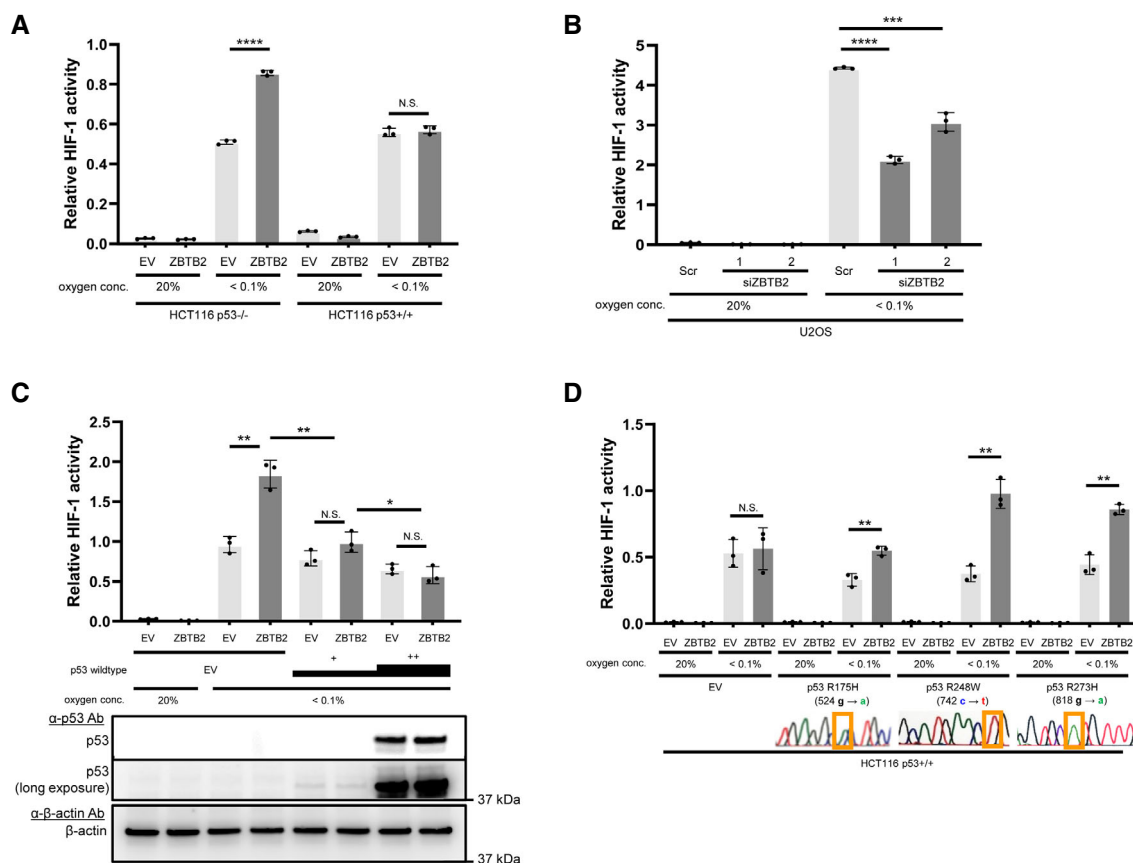 A
Relative HIF-1 activity
1.0
0.8
0.6
0.4
0.2
0.0
****
N.S.
EV ZBTB2 EV ZBTB2 EV ZBTB2 EV ZBTB2
oxygen conc. 20% < 0.1% 20% < 0.1%
HCT116 p53-/- HCT116 p53+/+
B
Relative HIF-1 activity
5
4
3
2
1
0
***
****
Scr 1 2 Scr 1 2
siZBTB2 siZBTB2
oxygen conc. 20% < 0.1%
U2OS
C
Relative HIF-1 activity
2.5
2.0
1.5
1.0
0.5
0.0
** **
N.S. *
N.S.
EV ZBTB2 EV ZBTB2 EV ZBTB2 EV ZBTB2
p53 wildtype EV + ++
oxygen conc. 20% < 0.1%
α-p53 Ab
p53
p53
(long exposure)
37 kDa
α-β-actin Ab
β-actin
37 kDa
D
Relative HIF-1 activity
1.5
1.0
0.5
0.0
N.S. ** ** **
EV ZBTB2 EV ZBTB2 EV ZBTB2 EV ZBTB2 EV ZBTB2 EV ZBTB2 EV ZBTB2 EV ZBTB2
oxygen conc. 20% < 0.1% 20% < 0.1% 20% < 0.1% 20% < 0.1%
EV p53 R175H p53 R248W p53 R273H
(524 g → a) (742 c → t) (818 g → a)
HCT116 p53+/+